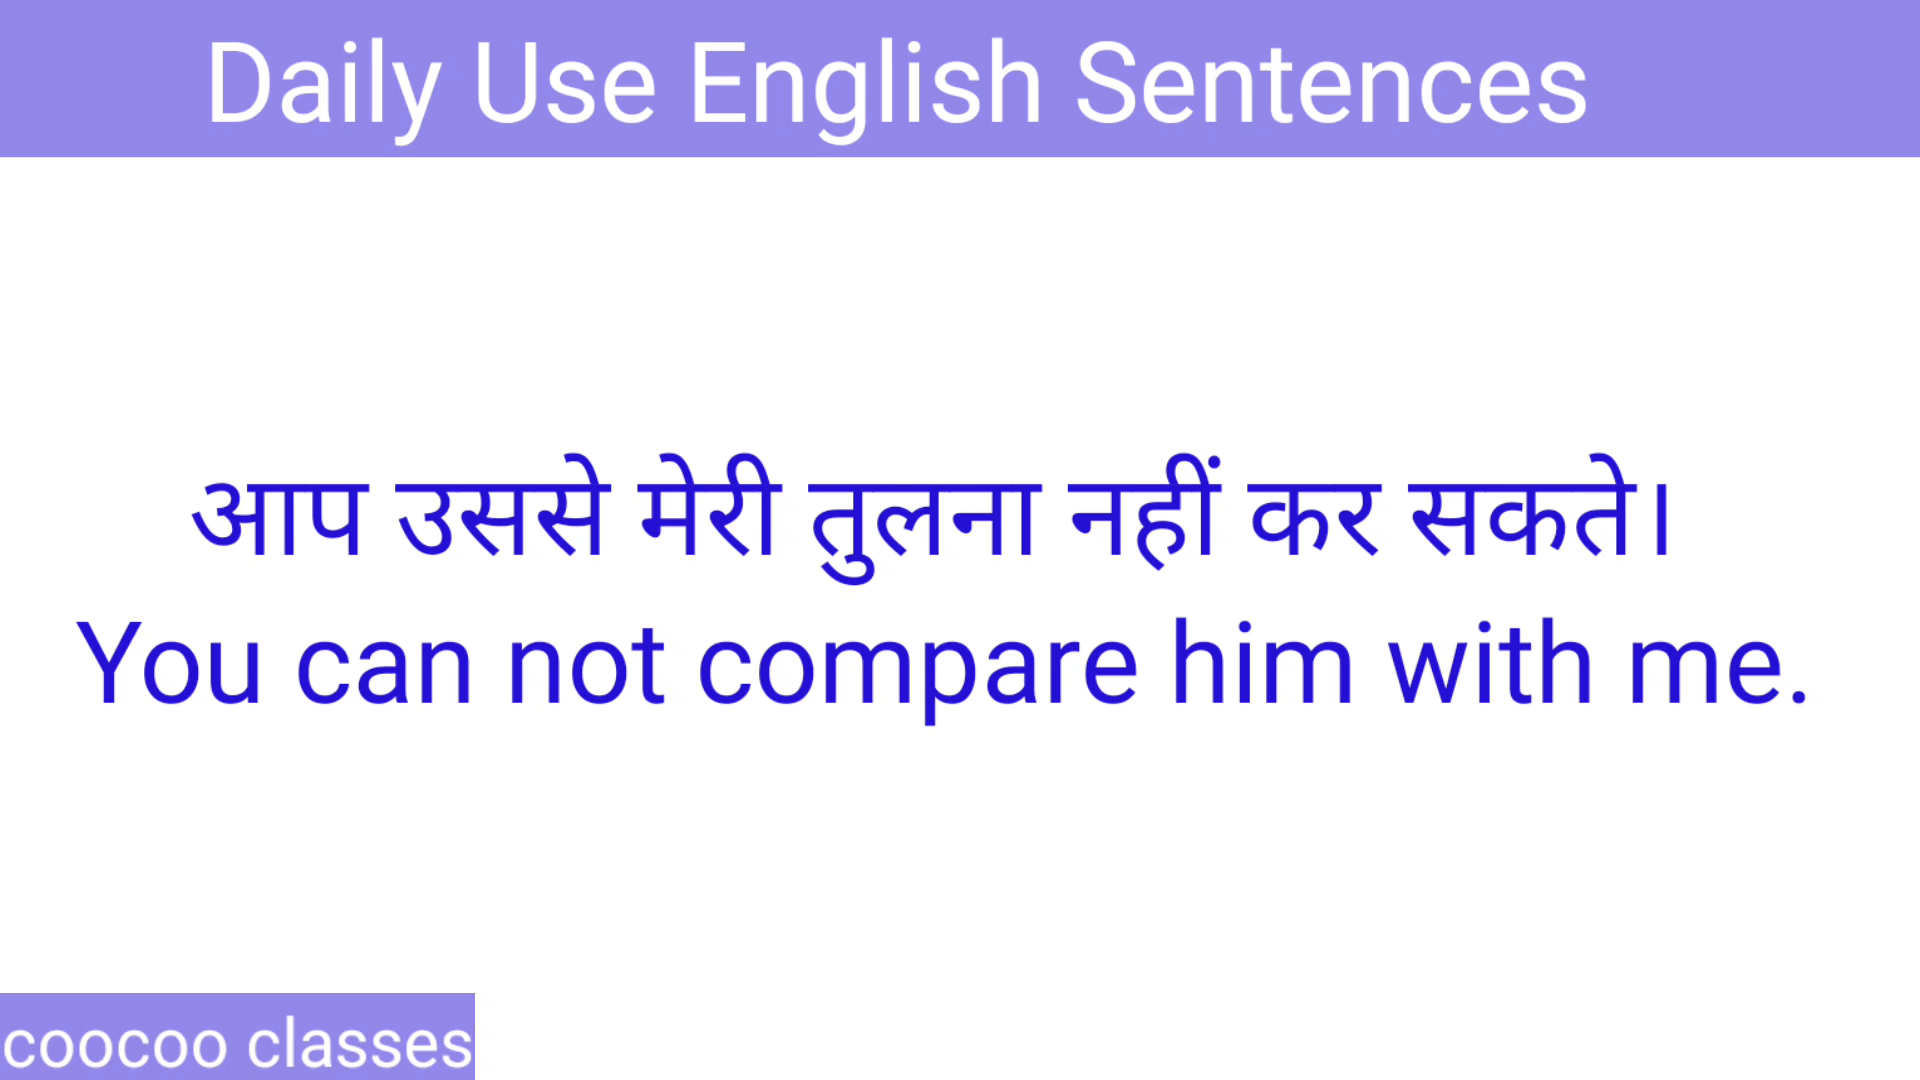 Daily Use English Sentences
आप उससे मेरी तुलना नहीं कर सकते।
You can not compare him with me.
coocoo classes